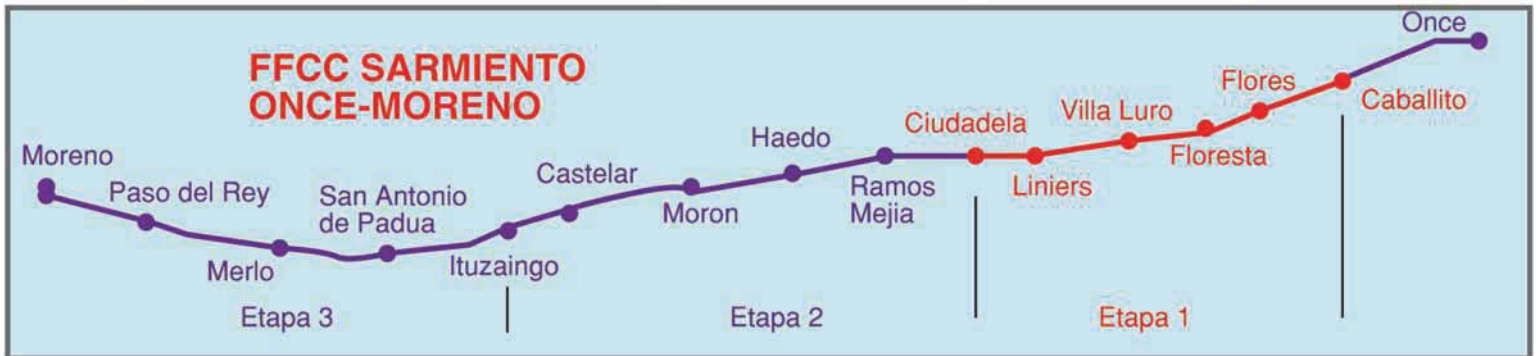 FFCC SARMIENTO
ONCE-MORENO
Moreno
Paso del Rey
Merlo
San Antonio
de Padua
Ituzaingo
Castelar
Moron
Haedo
Ramos
Mejia
Ciudadela
Liniers
Villa Luro
Floresta
Flores
Caballito
Once
Etapa 3
Etapa 2
Etapa 1